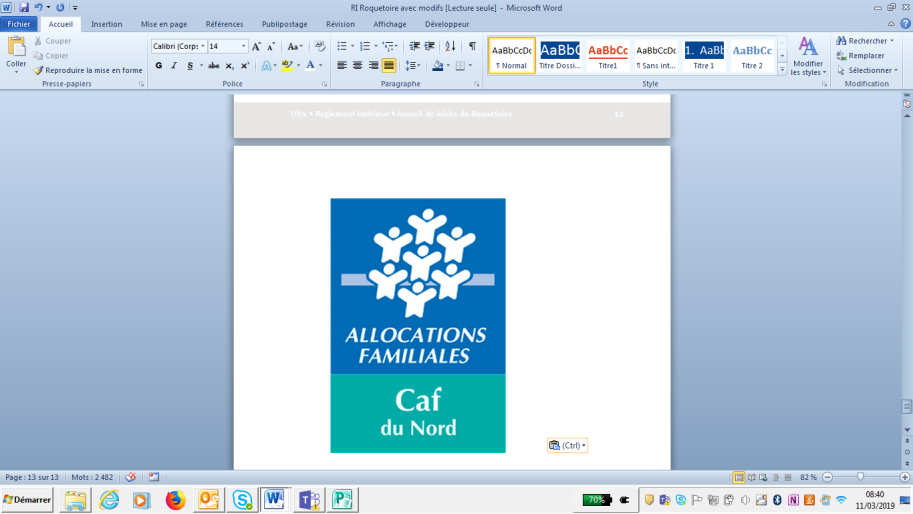 RI Roquetoire avec modifs [Lecture seule] - Microsoft Word
Fichier Accueil Insertion Mise en page Références Publipostage Révision Affichage Développeur
Coller
Couper
Copier
Reproduire la mise en forme
Presse-papiers
Calibri (Corps 14
G I S abc X₂ X² A
Police
Paragraphe
AaBbCcDc AaBbC AaBbCc AaBbCcDc 1. AaBb AaBbCc
¶ Normal Titre Dossi... Titre1 ¶ Sans int... Titre 1 Titre 2
Modifier les styles
Style
Rechercher
Remplacer
Sélectionner
Modification
Ufcv • Règlement intérieur • Accueil de loisirs de Roquetoire 12
ALLOCATIONS
FAMILIALES
Caf
du Nord
(Ctrl)
Page : 13 sur 13 Mots : 2 482 82 %
Démarrer 70% 08:40
11/03/2019